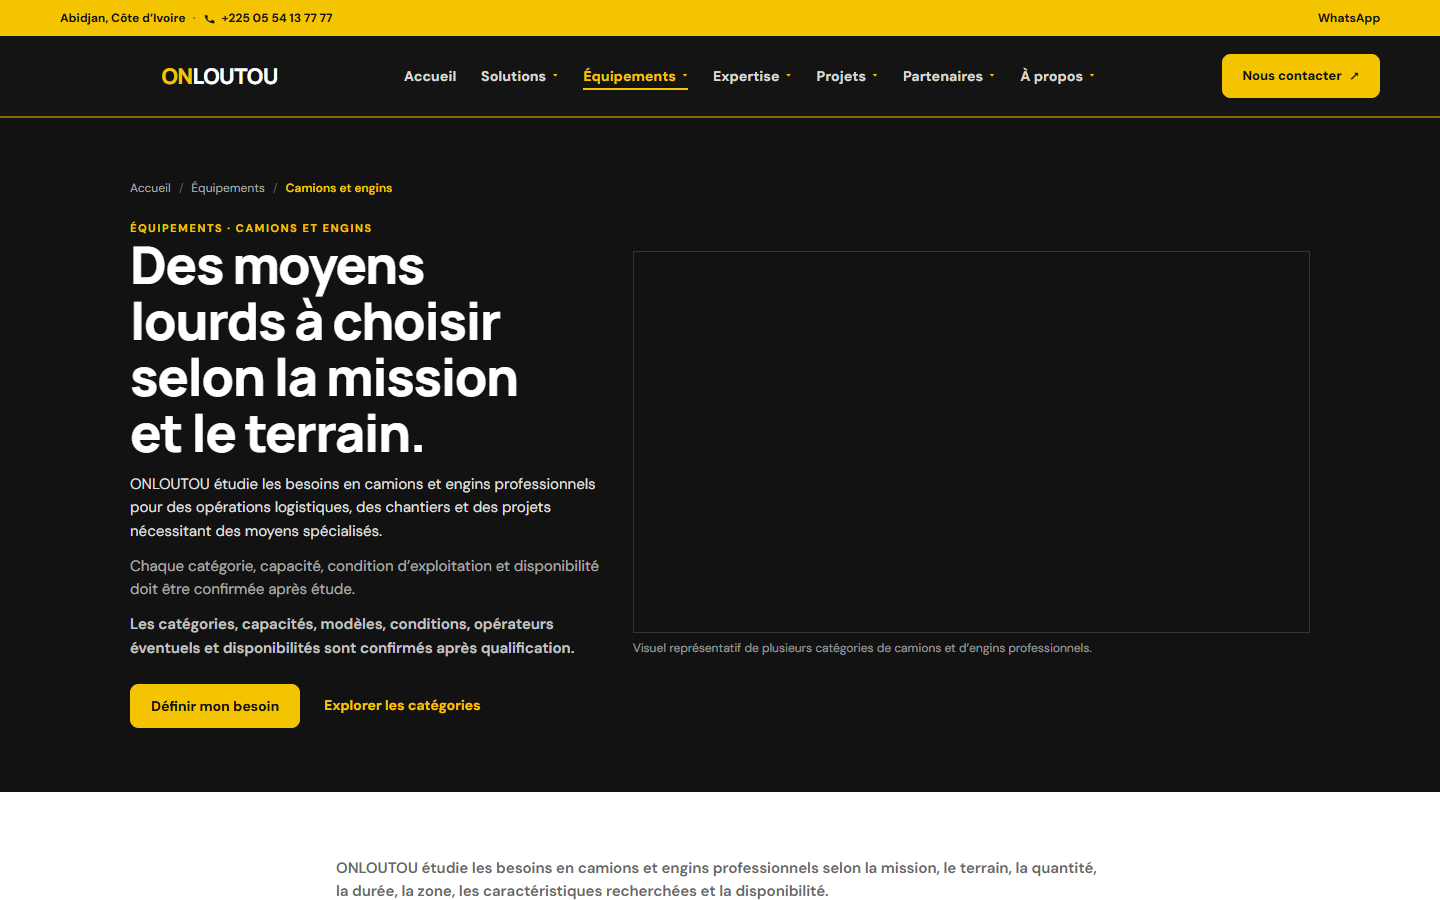 Abidjan, Côte d’Ivoire · +225 05 54 13 77 77
WhatsApp
ONLOUTOU
Accueil
Solutions
Équipements
Expertise
Projets
Partenaires
À propos
Nous contacter ↗
Accueil / Équipements / Camions et engins
ÉQUIPEMENTS · CAMIONS ET ENGINS
Des moyens
lourds à choisir
selon la mission
et le terrain.
ONLOUTOU étudie les besoins en camions et engins professionnels
pour des opérations logistiques, des chantiers et des projets
nécessitant des moyens spécialisés.
Chaque catégorie, capacité, condition d’exploitation et disponibilité
doit être confirmée après étude.
Les catégories, capacités, modèles, conditions, opérateurs
éventuels et disponibilités sont confirmés après qualification.
Définir mon besoin
Explorer les catégories
Visuel représentatif de plusieurs catégories de camions et d’engins professionnels.
ONLOUTOU étudie les besoins en camions et engins professionnels selon la mission, le terrain, la quantité,
la durée, la zone, les caractéristiques recherchées et la disponibilité.